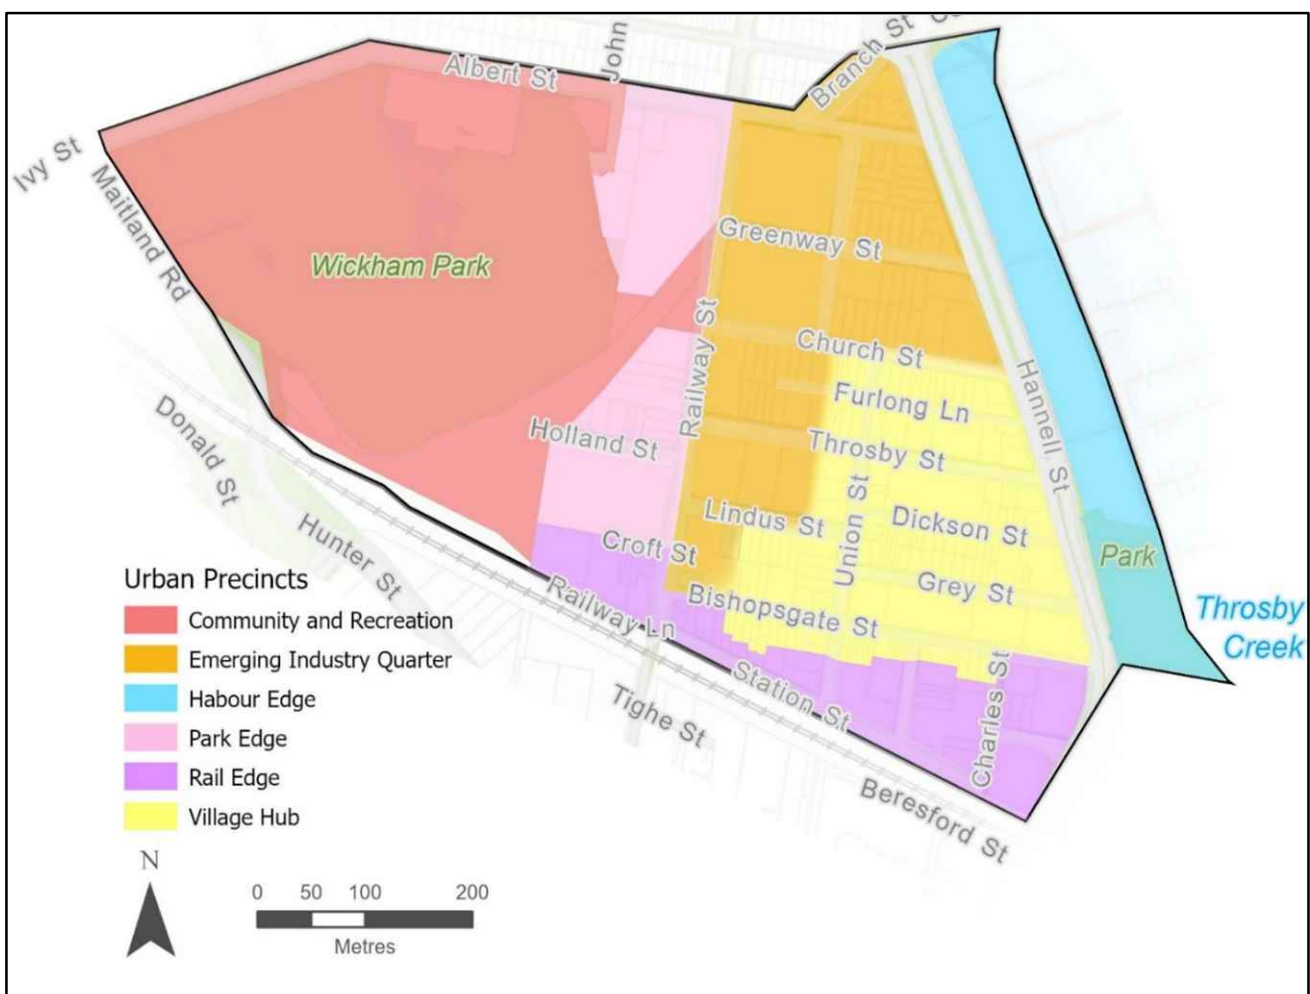 John
Branch St
Albert St
Ivy St
Maitland Rd
Wickham Park
Greenway St
Railway St
Church St
Hannell St
Furlong Ln
Donald St
Holland St
Throsby St
Union St
Lindus St
Dickson St
Hunter St
Croft St
Park
Grey St
Railway Ln
Bishopsgate St
Throsby
Creek
Station St
Charles St
Tighe St
Beresford St
Urban Precincts
Community and Recreation
Emerging Industry Quarter
Habour Edge
Park Edge
Rail Edge
Village Hub
N
0 50 100 200
Metres